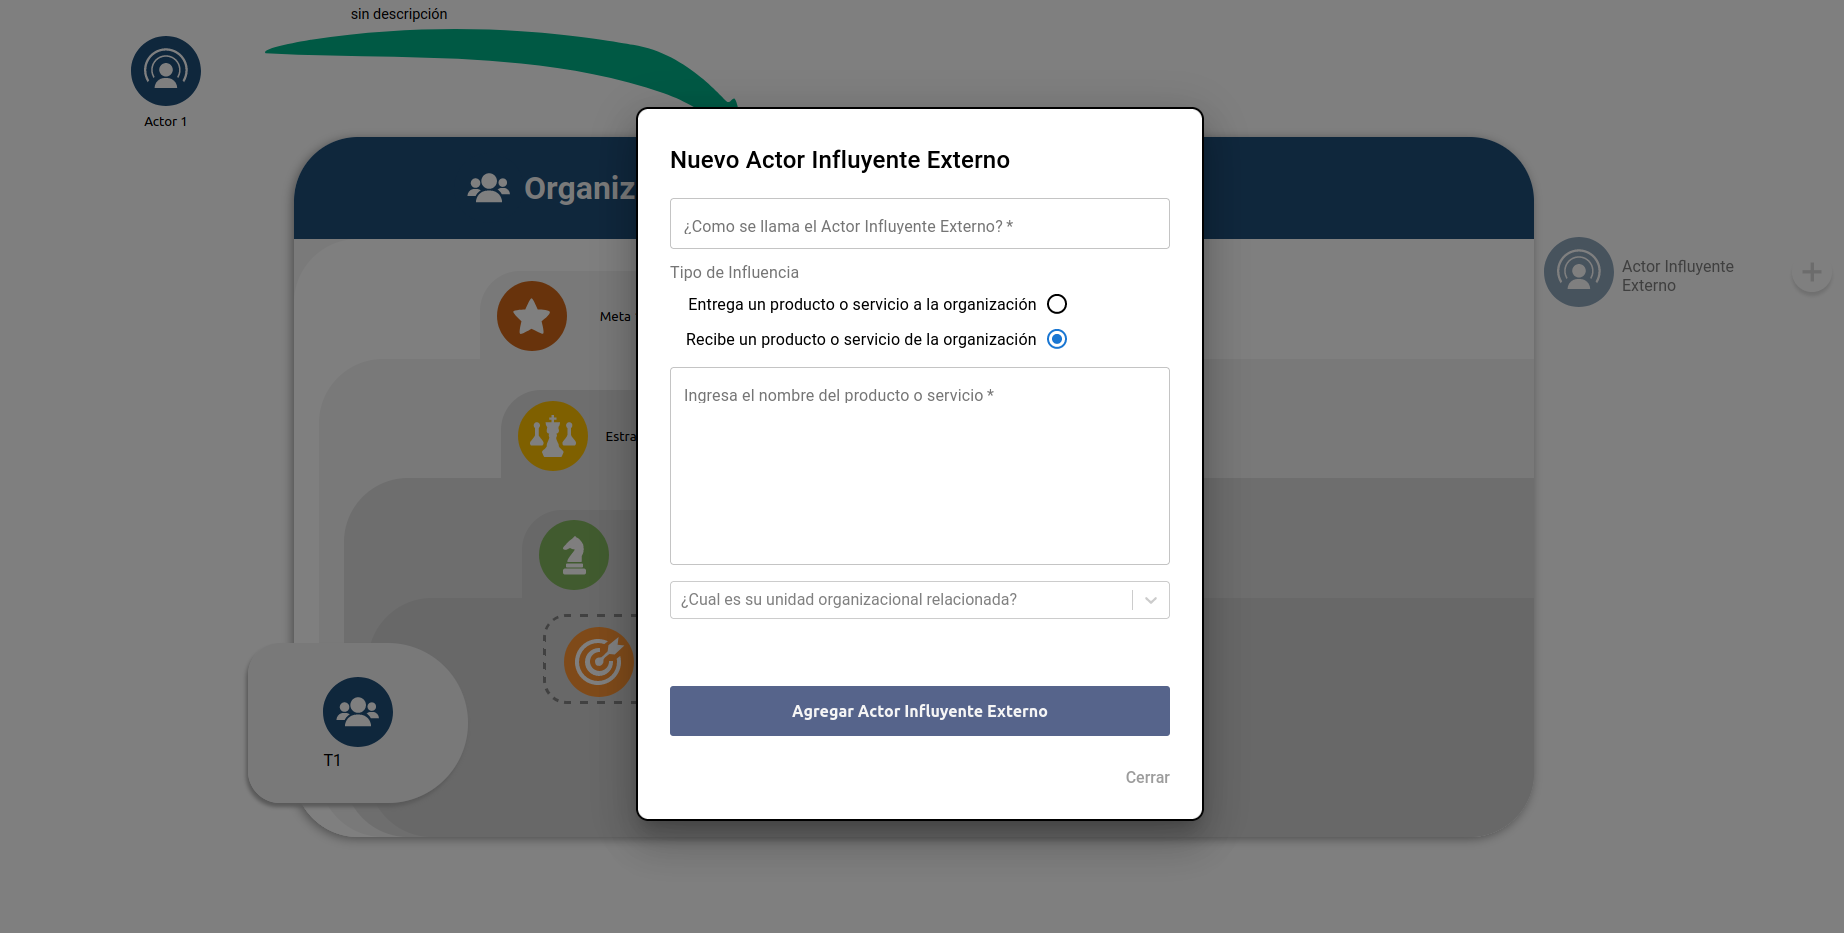 sin descripción
Actor 1
Organiz
Meta
Estra
T1
Nuevo Actor Influyente Externo
¿Como se llama el Actor Influyente Externo? *
Tipo de Influencia
Entrega un producto o servicio a la organización
Recibe un producto o servicio de la organización
Ingresa el nombre del producto o servicio *
¿Cual es su unidad organizacional relacionada?
Agregar Actor Influyente Externo
Cerrar
Actor Influyente
Externo